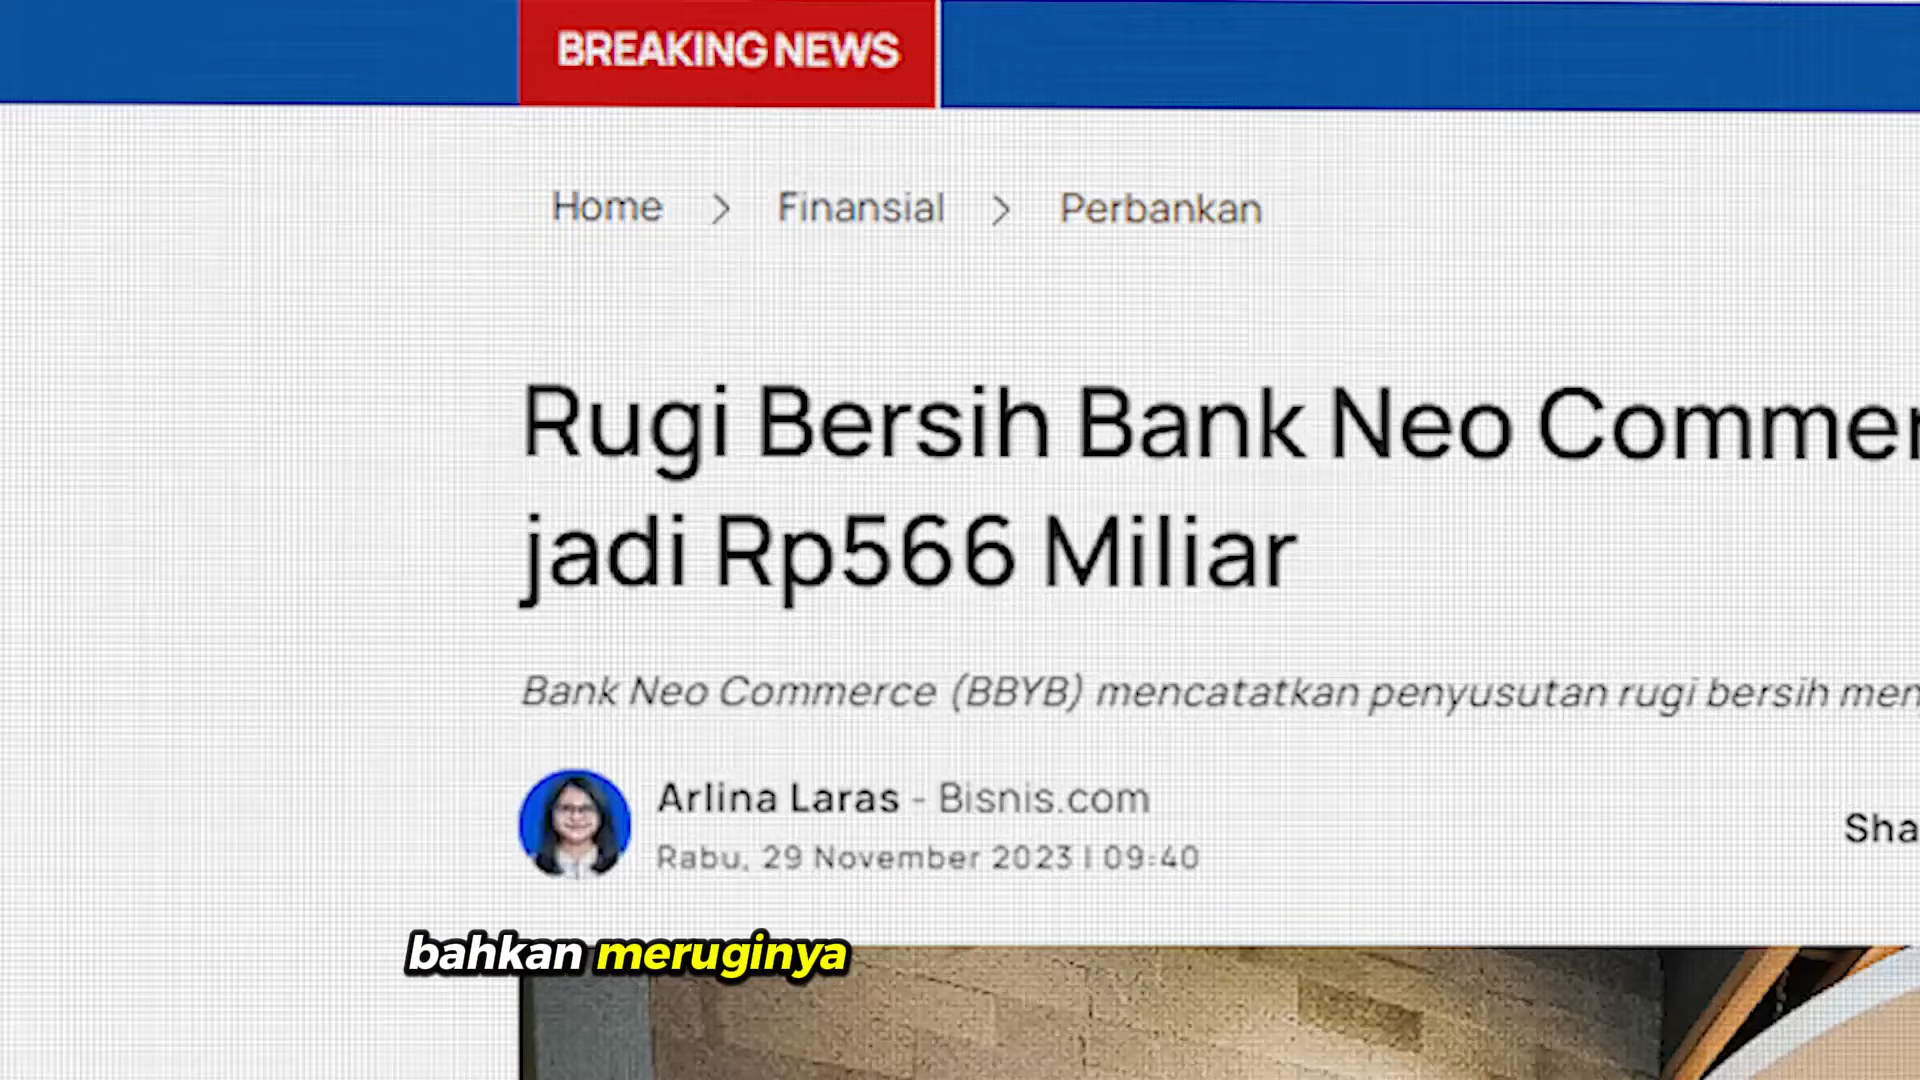 BREAKING NEWS
Home > Finansial > Perbankan
Rugi Bersih Bank Neo Commer
jadi Rp566 Miliar
Bank Neo Commerce (BBYB) mencatatkan penyusutan rugi bersih men
Arlina Laras - Bisnis.com
Sha
Rabu, 29 November 2023 | 09:40
bahkan meruginya